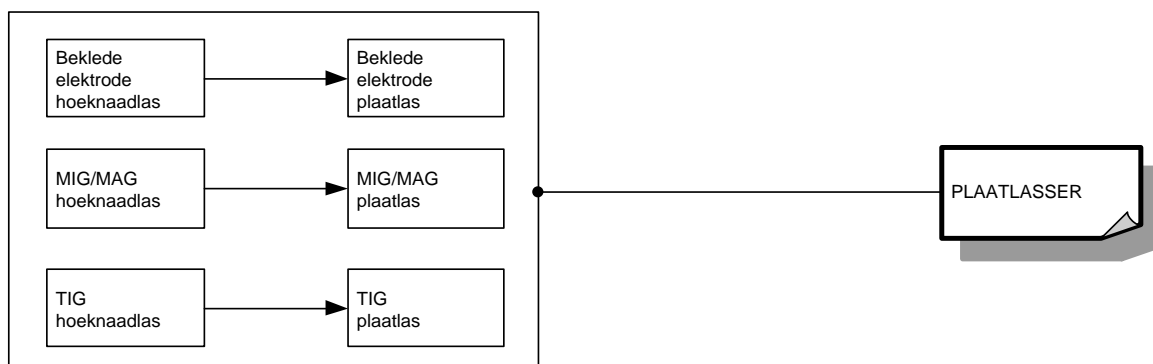 Beklede
elektrode
hoeknaadlas
Beklede
elektrode
plaatlas
MIG/MAG
hoeknaadlas
MIG/MAG
plaatlas
PLAATLASSER
TIG
hoeknaadlas
TIG
plaatlas